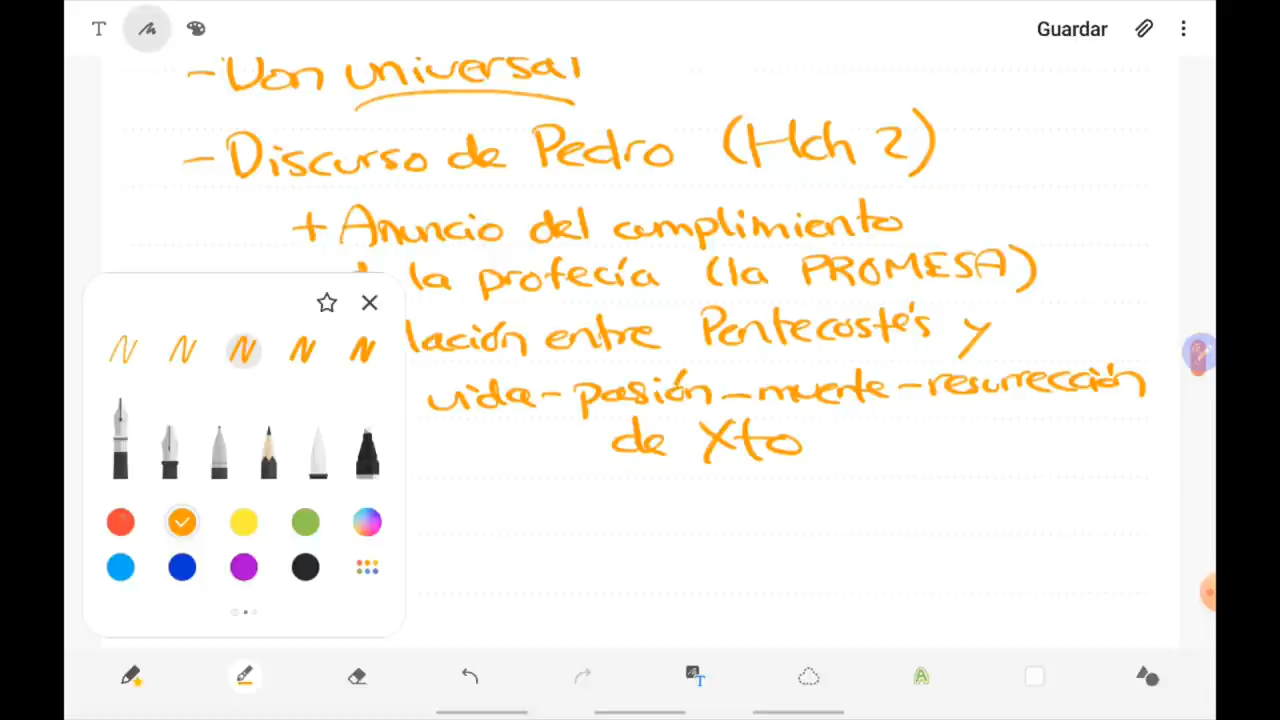 T Guardar
- Don universal
- Discurso de Pedro (Hch 2)
+ Anuncio del cumplimiento
la profecía (la PROMESA)
lación entre Pentecostés y
vida - pasión - muerte - resurrección
de Xto